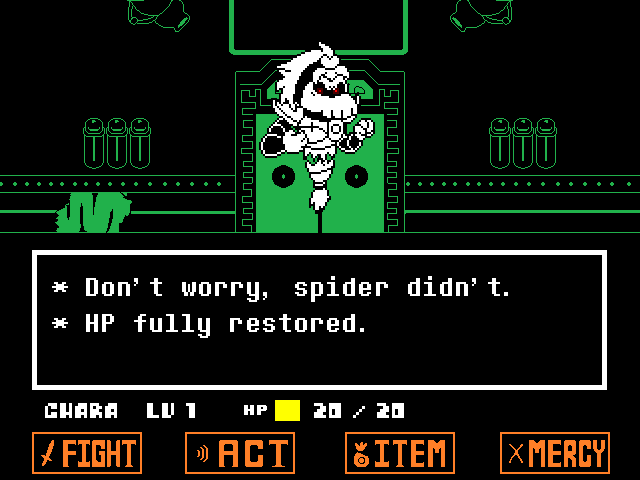 * Don't worry, spider didn't.
* HP fully restored.
CHARA LV 1 HP 20 / 20
FIGHT ACT ITEM MERCY